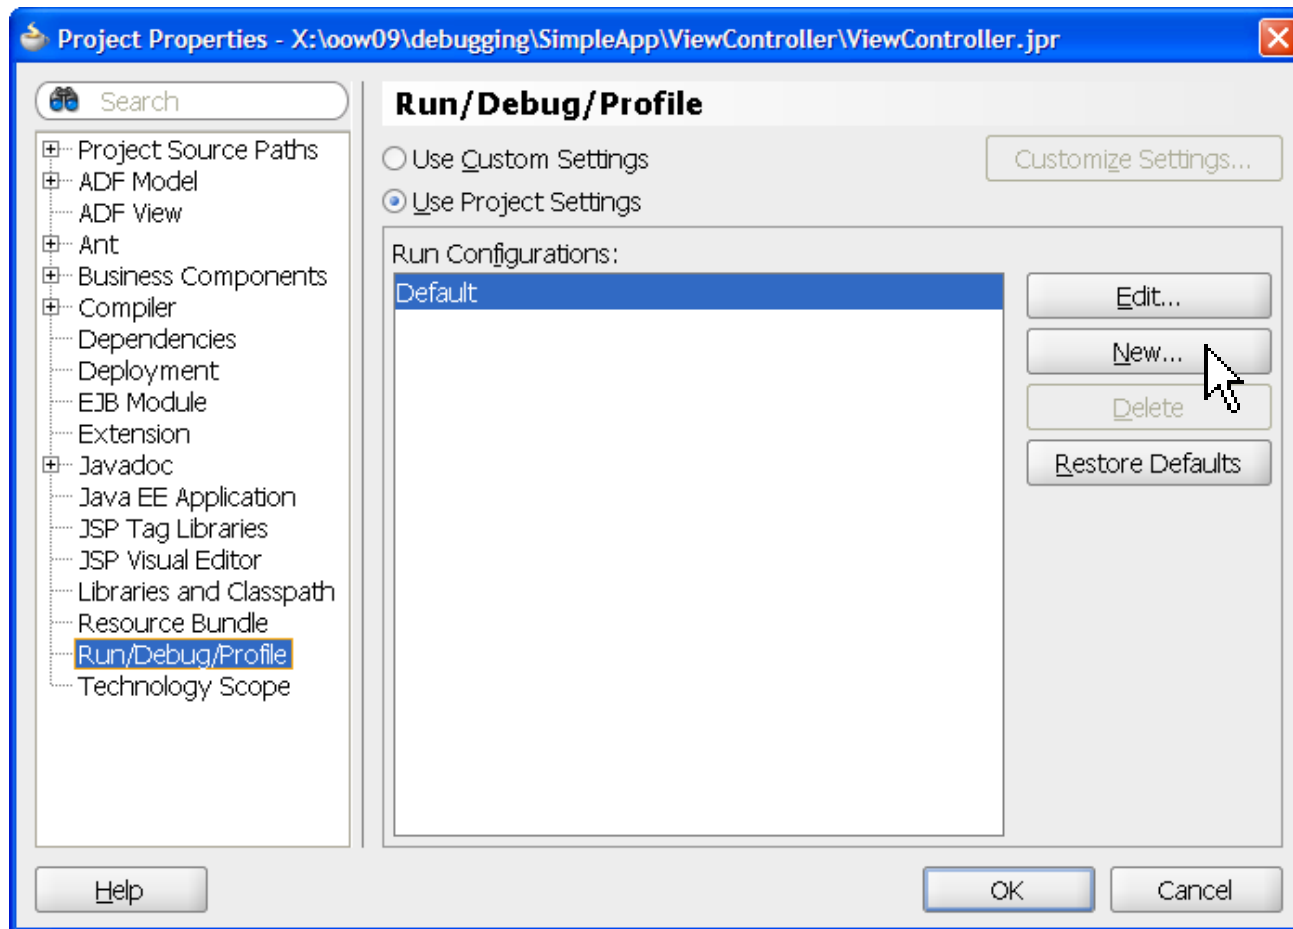 Project Properties - X:\oow09\debugging\SimpleApp\ViewController\ViewController.jpr
Search
Project Source Paths
ADF Model
ADF View
Ant
Business Components
Compiler
Dependencies
Deployment
EJB Module
Extension
Javadoc
Java EE Application
JSP Tag Libraries
JSP Visual Editor
Libraries and Classpath
Resource Bundle
Run/Debug/Profile
Technology Scope
Run/Debug/Profile
Use Custom Settings
Customize Settings...
Use Project Settings
Run Configurations:
Default
Edit...
New...
Delete
Restore Defaults
Help
OK
Cancel